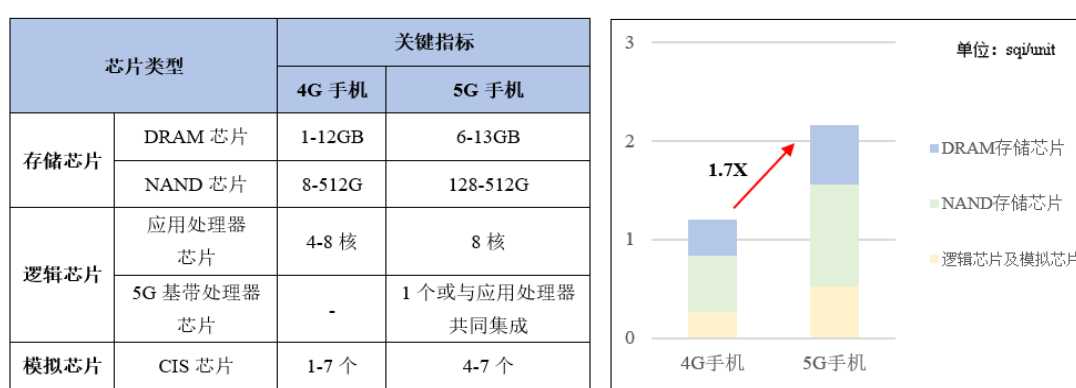 芯片类型
关键指标
4G 手机
5G 手机
存储芯片
DRAM 芯片
1-12GB
6-13GB
NAND 芯片
8-512G
128-512G
逻辑芯片
应用处理器
芯片
4-8 核
8 核
5G 基带处理器
芯片
-
1 个或与应用处理器
共同集成
模拟芯片
CIS 芯片
1-7 个
4-7 个
3
单位：sqi/unit
2
1.7X
1
0
4G手机
5G手机
DRAM存储芯片
NAND存储芯片
逻辑芯片及模拟芯片